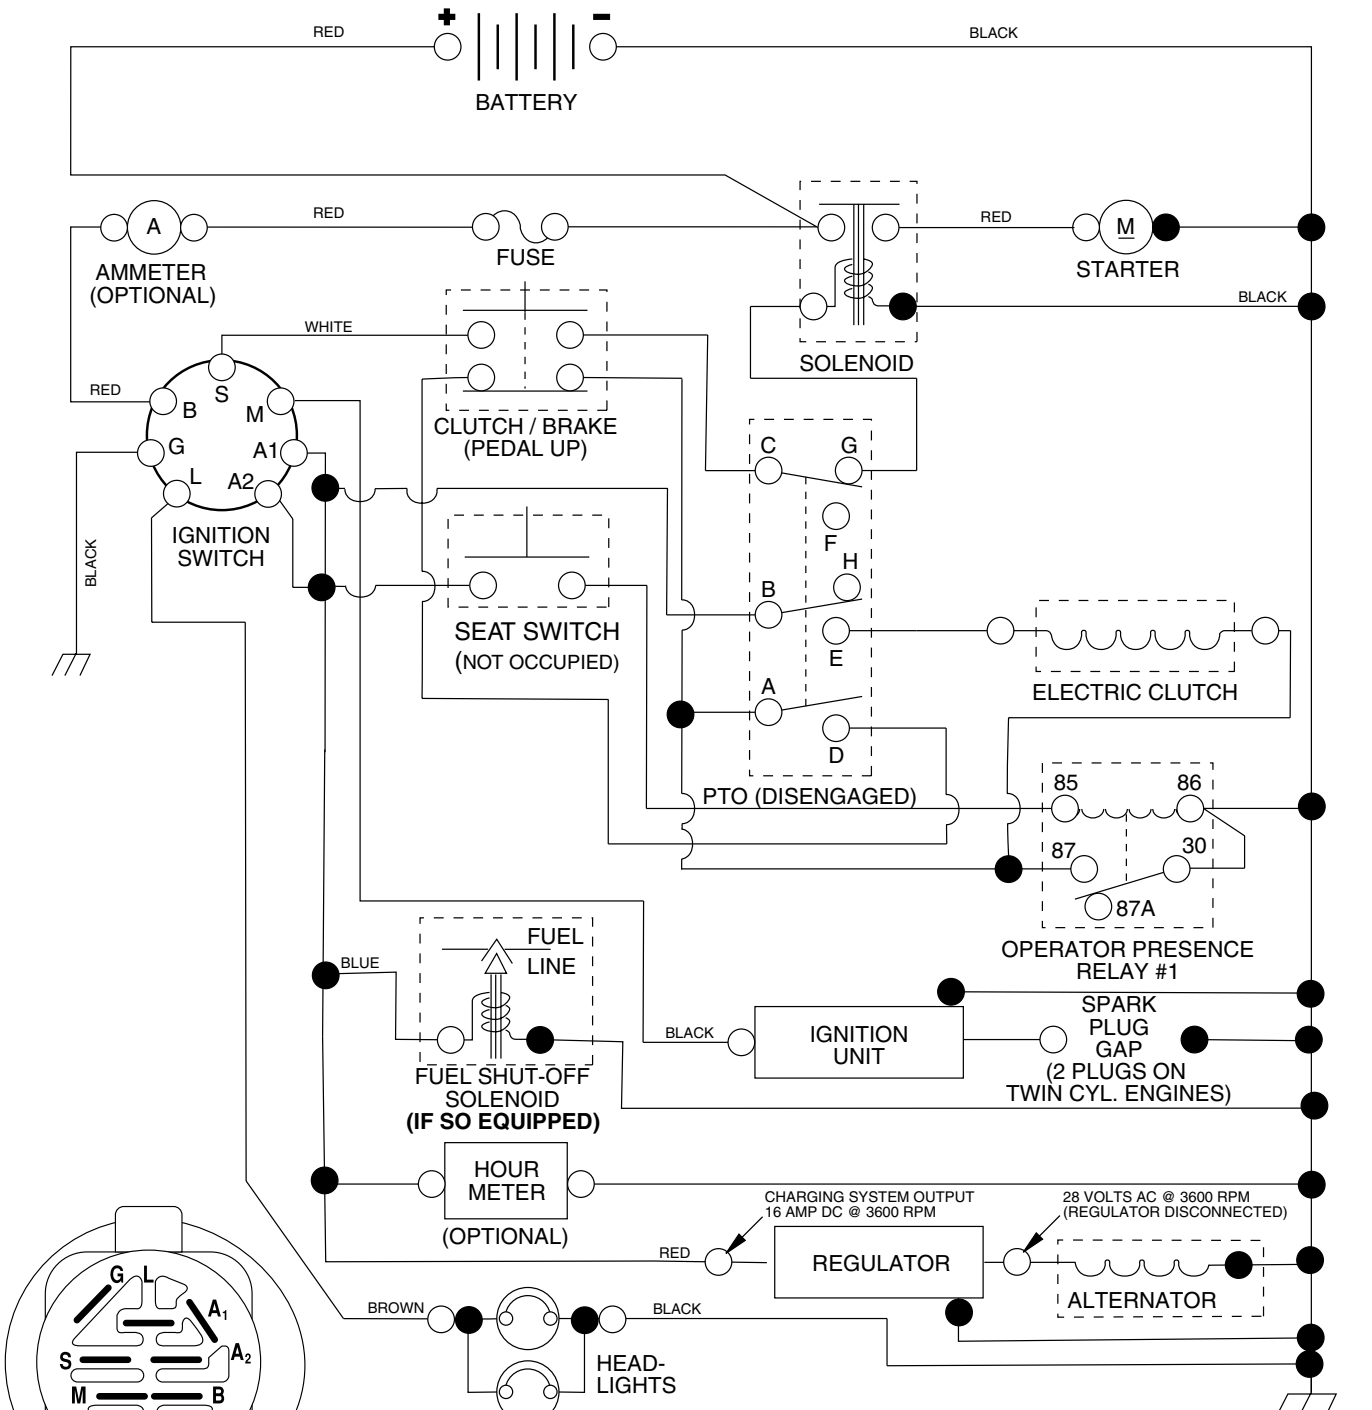 RED
+
−
BLACK
BATTERY
A
RED
RED
M
AMMETER
(OPTIONAL)
FUSE
STARTER
BLACK
WHITE
SOLENOID
RED
S
B
M
G
A1
L
A2
CLUTCH / BRAKE
(PEDAL UP)
C
G
IGNITION
SWITCH
BLACK
F
H
B
SEAT SWITCH
(NOT OCCUPIED)
E
ELECTRIC CLUTCH
A
D
PTO (DISENGAGED)
85
86
87
30
87A
OPERATOR PRESENCE
RELAY #1
FUEL
LINE
BLUE
BLACK
IGNITION
UNIT
SPARK
PLUG
GAP
(2 PLUGS ON
TWIN CYL. ENGINES)
FUEL SHUT-OFF
SOLENOID
(IF SO EQUIPPED)
HOUR
METER
(OPTIONAL)
CHARGING SYSTEM OUTPUT
16 AMP DC @ 3600 RPM
28 VOLTS AC @ 3600 RPM
(REGULATOR DISCONNECTED)
RED
REGULATOR
ALTERNATOR
BROWN
BLACK
HEAD-
LIGHTS
G
L
A1
S
A2
M
B